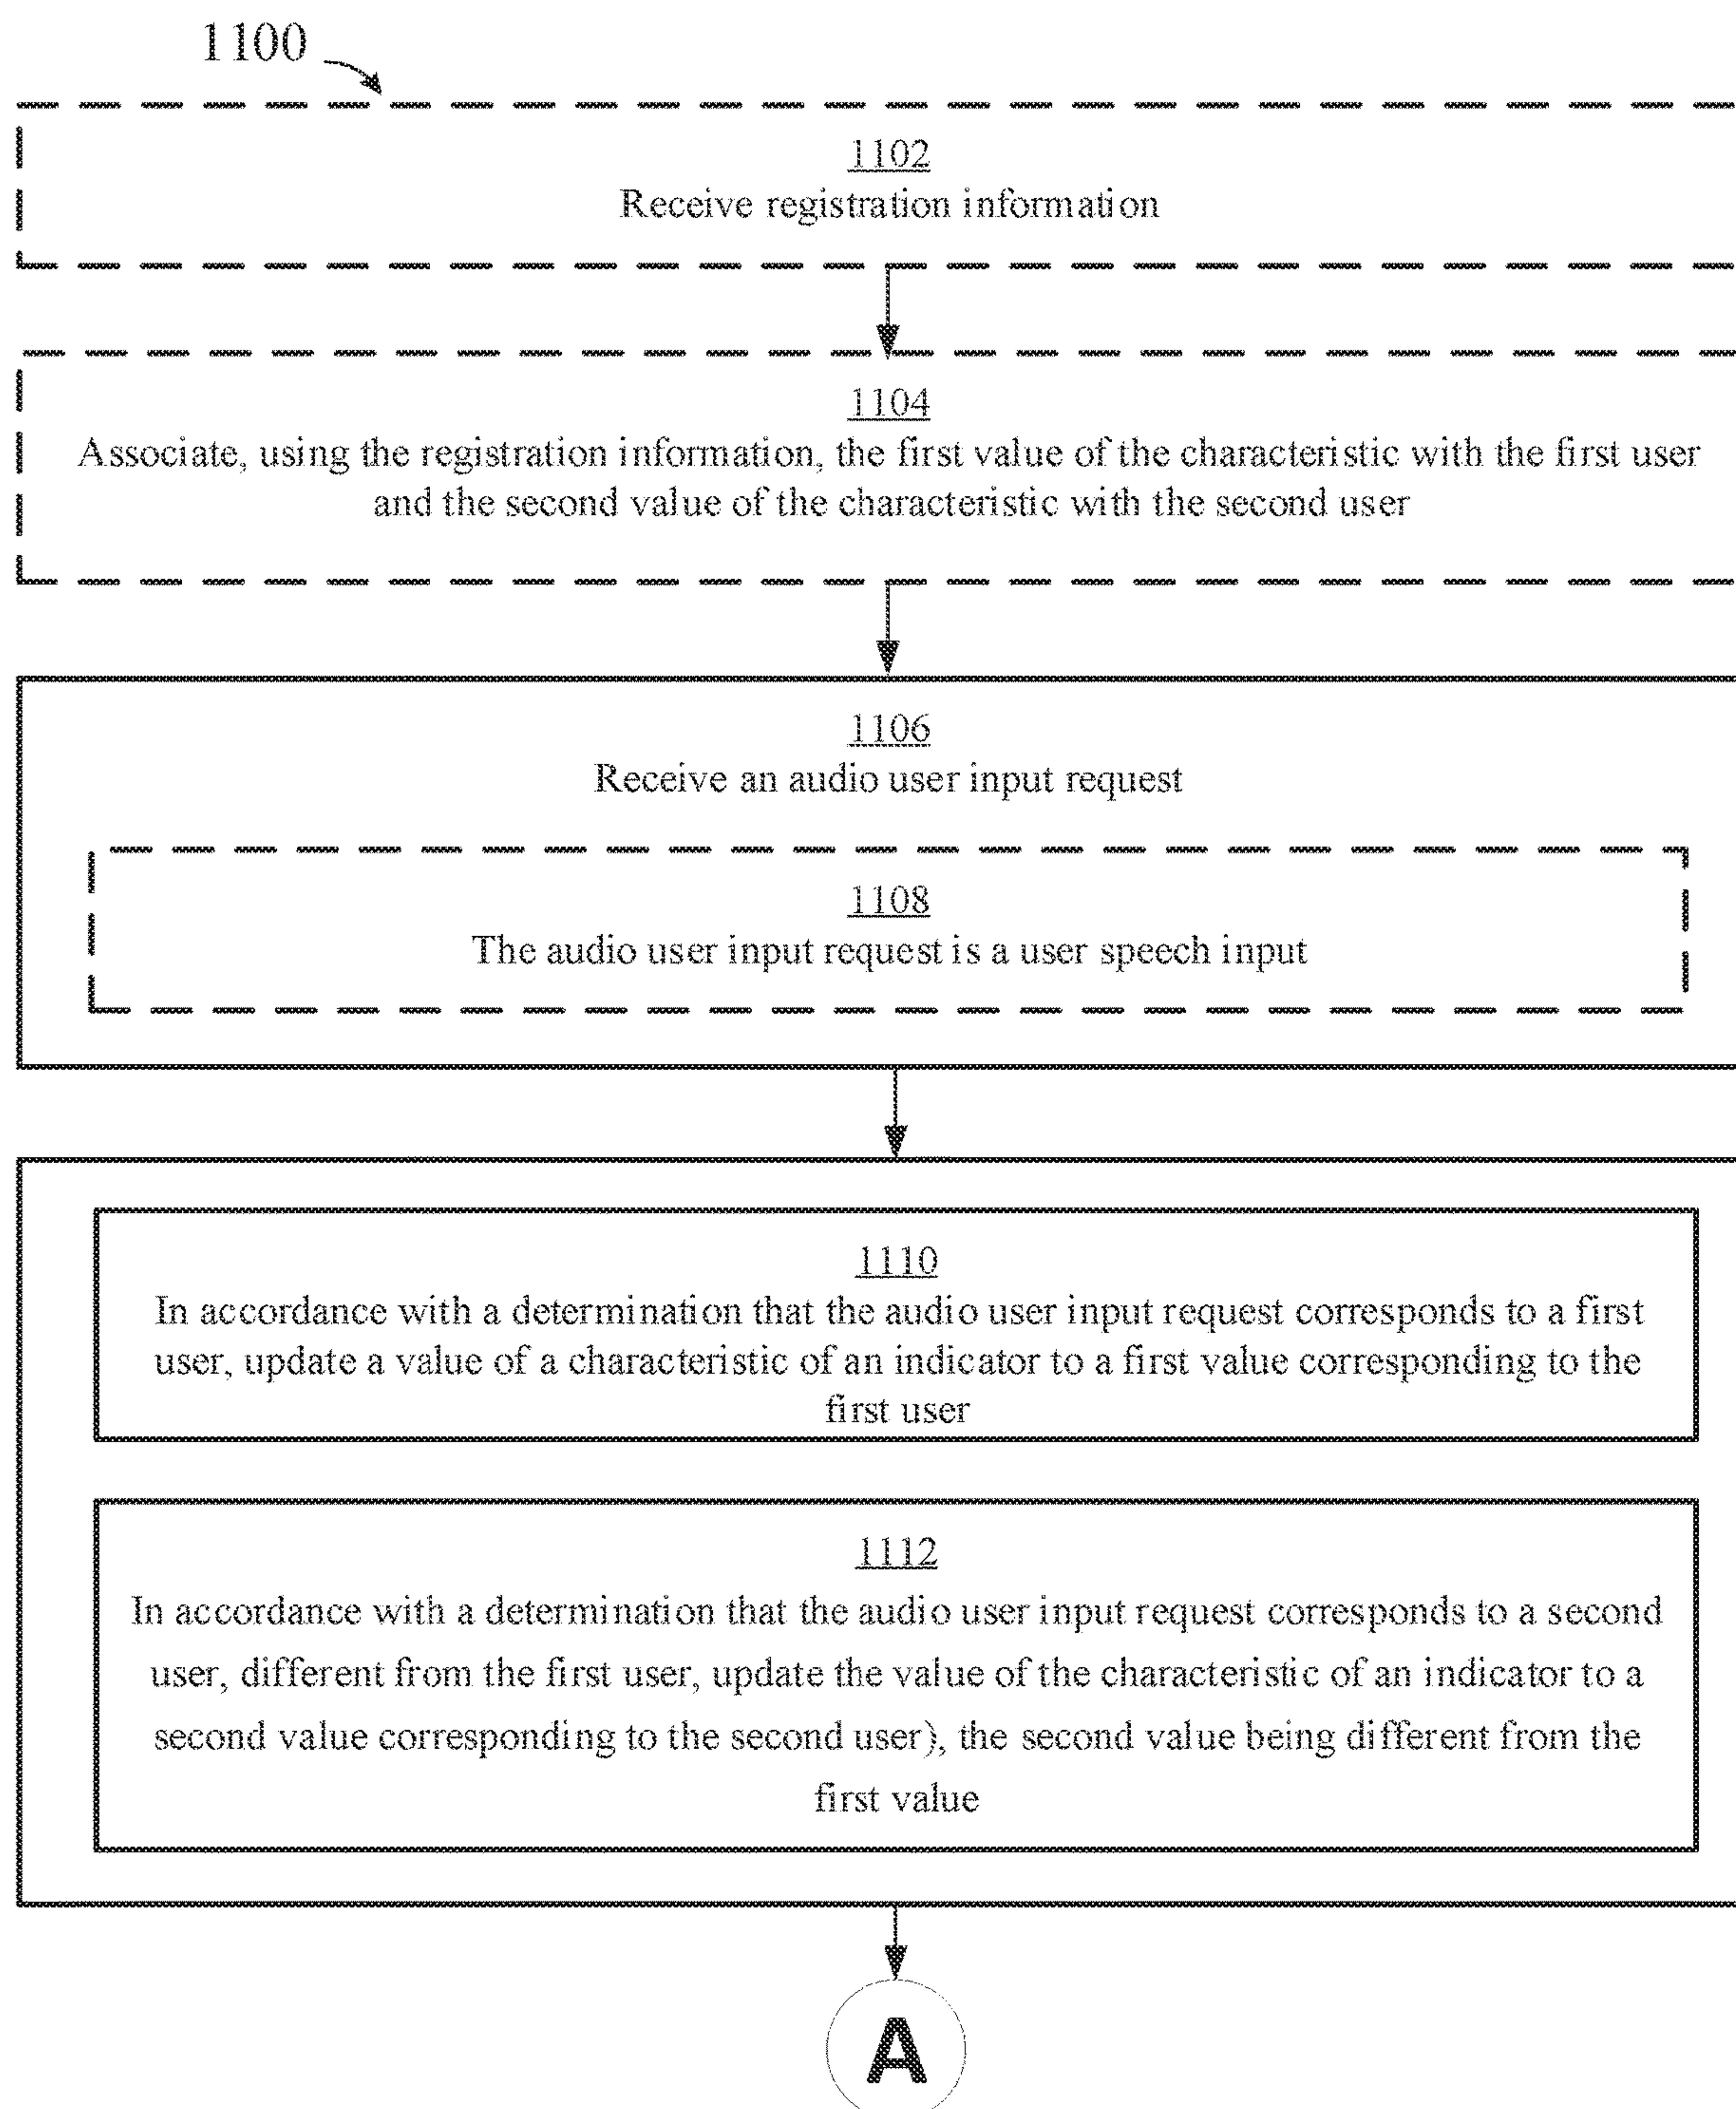 1100
1102
Receive registration information
1104
Associate, using the registration information, the first value of the characteristic with the first user
and the second value of the characteristic with the second user
1106
Receive an audio user input request
1108
The audio user input request is a user speech input
1110
In accordance with a determination that the audio user input request corresponds to a first
user, update a value of a characteristic of an indicator to a first value corresponding to the
first user
1112
In accordance with a determination that the audio user input request corresponds to a second
user, different from the first user, update the value of the characteristic of an indicator to a
second value corresponding to the second user), the second value being different from the
first value
A